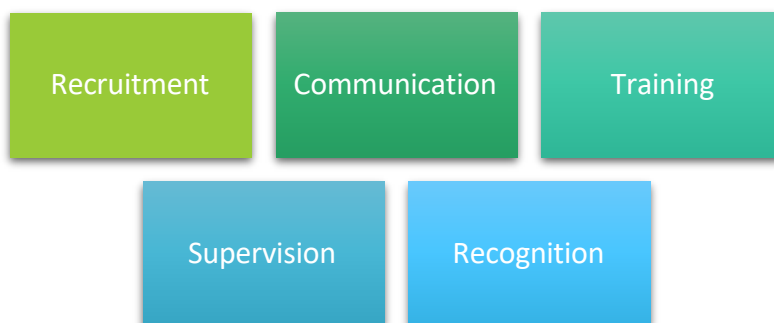 Recruitment
Communication
Training
Supervision
Recognition